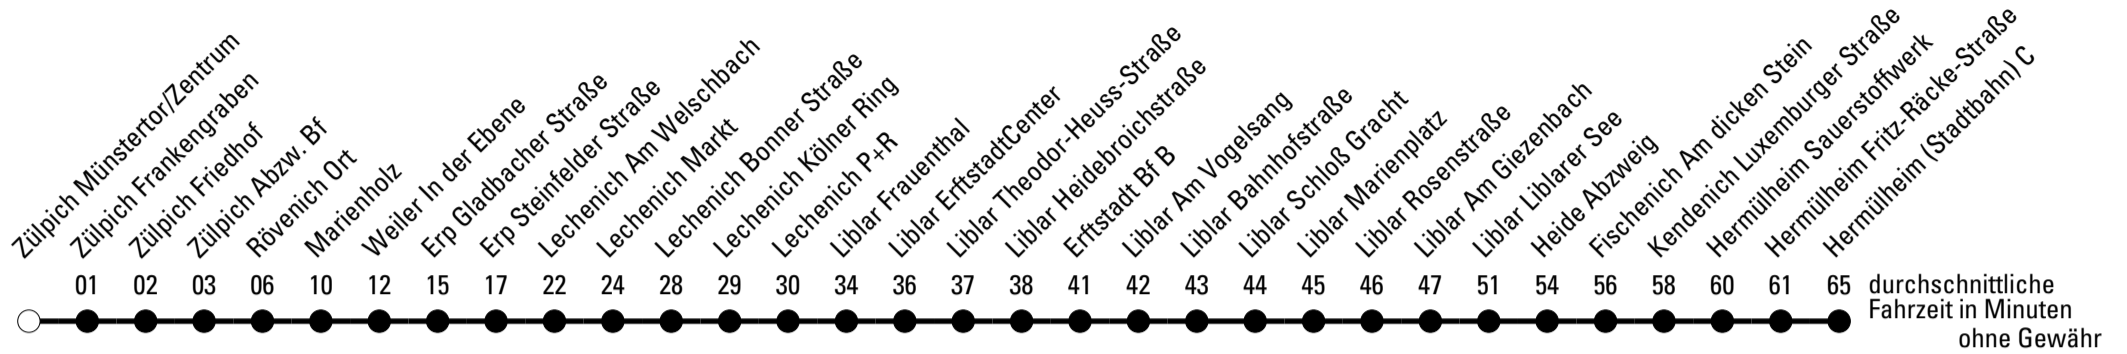 Zülpich Münstertor/Zentrum
Zülpich Frankengraben
Zülpich Friedhof
Zülpich Abzw. Bf
Rövenich Ort
Marienholz
Weiler In der Ebene
Erp Gladbacher Straße
Erp Steinfelder Straße
Lechenich Am Welschbach
Lechenich Markt
Lechenich Bonner Straße
Lechenich Kölner Ring
Lechenich P+R
Liblar Frauenthal
Liblar ErftstadtCenter
Liblar Theodor-Heuss-Straße
Liblar Heidebroichstraße
Erftstadt Bf B
Liblar Am Vogelsang
Liblar Bahnhofstraße
Liblar Schloß Gracht
Liblar Marienplatz
Liblar Rosenstraße
Liblar Am Giezenbach
Liblar Liblarer See
Heide Abzweig
Fischenich Am dicken Stein
Kendenich Luxemburger Straße
Hermülheim Sauerstoffwerk
Hermülheim Fritz-Räcke-Straße
Hermülheim (Stadtbahn) C
01 02 03 06 10 12 15 17 22 24 28 29 30 34 36 37 38 41 42 43 44 45 46 47 51 54 56 58 60 61 65 durchschnittliche
Fahrzeit in Minuten
ohne Gewähr